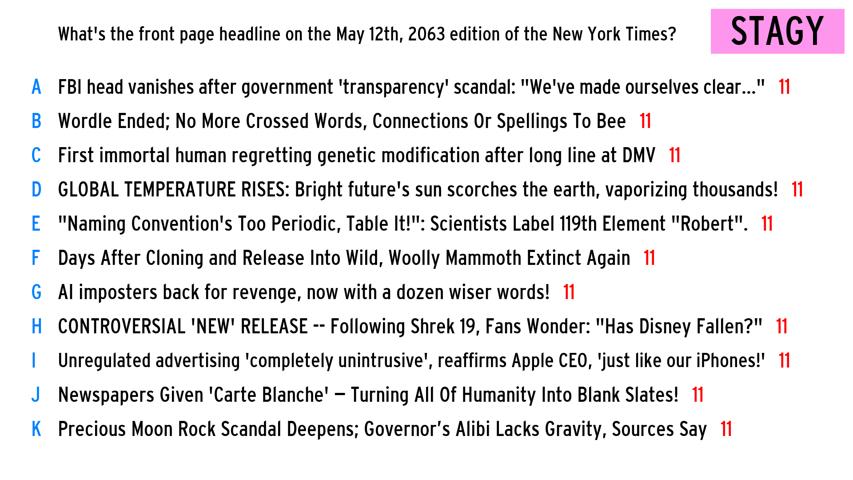 What's the front page headline on the May 12th, 2063 edition of the New York Times?
STAGY
A FBI head vanishes after government 'transparency' scandal: "We've made ourselves clear..." 11
B Wordle Ended; No More Crossed Words, Connections Or Spellings To Bee 11
C First immortal human regretting genetic modification after long line at DMV 11
D GLOBAL TEMPERATURE RISES: Bright future's sun scorches the earth, vaporizing thousands! 11
E "Naming Convention's Too Periodic, Table It!": Scientists Label 119th Element "Robert". 11
F Days After Cloning and Release Into Wild, Woolly Mammoth Extinct Again 11
G AI imposters back for revenge, now with a dozen wiser words! 11
H CONTROVERSIAL 'NEW' RELEASE -- Following Shrek 19, Fans Wonder: "Has Disney Fallen?" 11
I Unregulated advertising 'completely unintrusive', reaffirms Apple CEO, 'just like our iPhones!' 11
J Newspapers Given 'Carte Blanche' – Turning All Of Humanity Into Blank Slates! 11
K Precious Moon Rock Scandal Deepens; Governor’s Alibi Lacks Gravity, Sources Say 11